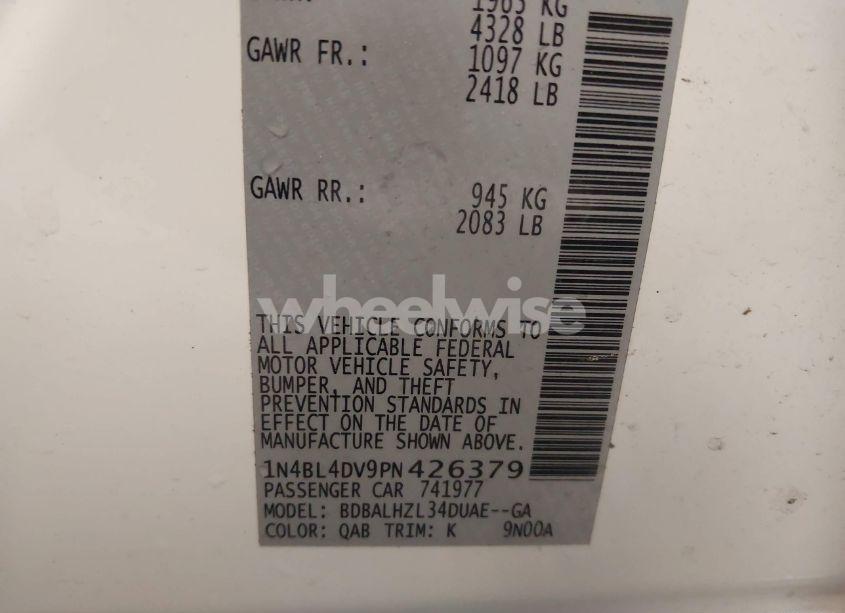 1965 KG
4328 LB
GAWR FR.: 1097 KG
2418 LB
GAWR RR.: 945 KG
2083 LB
wheelwise
THIS VEHICLE CONFORMS TO
ALL APPLICABLE FEDERAL
MOTOR VEHICLE SAFETY,
BUMPER, AND THEFT
PREVENTION STANDARDS IN
EFFECT ON THE DATE OF
MANUFACTURE SHOWN ABOVE.
1N4BL4DV9PN426379
PASSENGER CAR 741977
MODEL: BDBALHZL34DUAE--GA
COLOR: QAB TRIM: K 9N00A